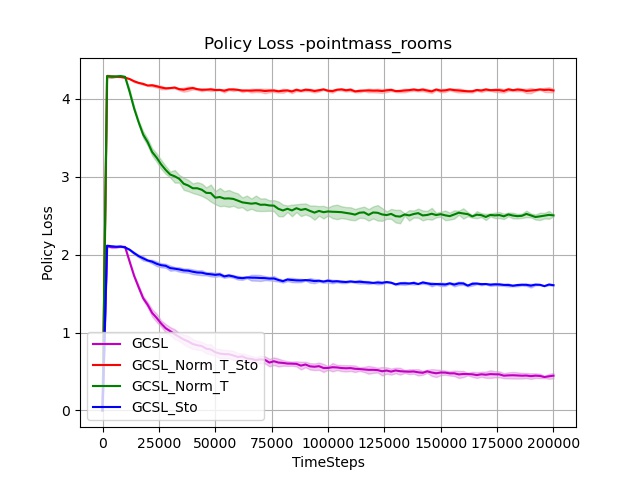 Policy Loss -pointmass_rooms
Policy Loss
4
3
2
1
0
GCSL
GCSL_Norm_T_Sto
GCSL_Norm_T
GCSL_Sto
0 25000 50000 75000 100000 125000 150000 175000 200000
TimeSteps